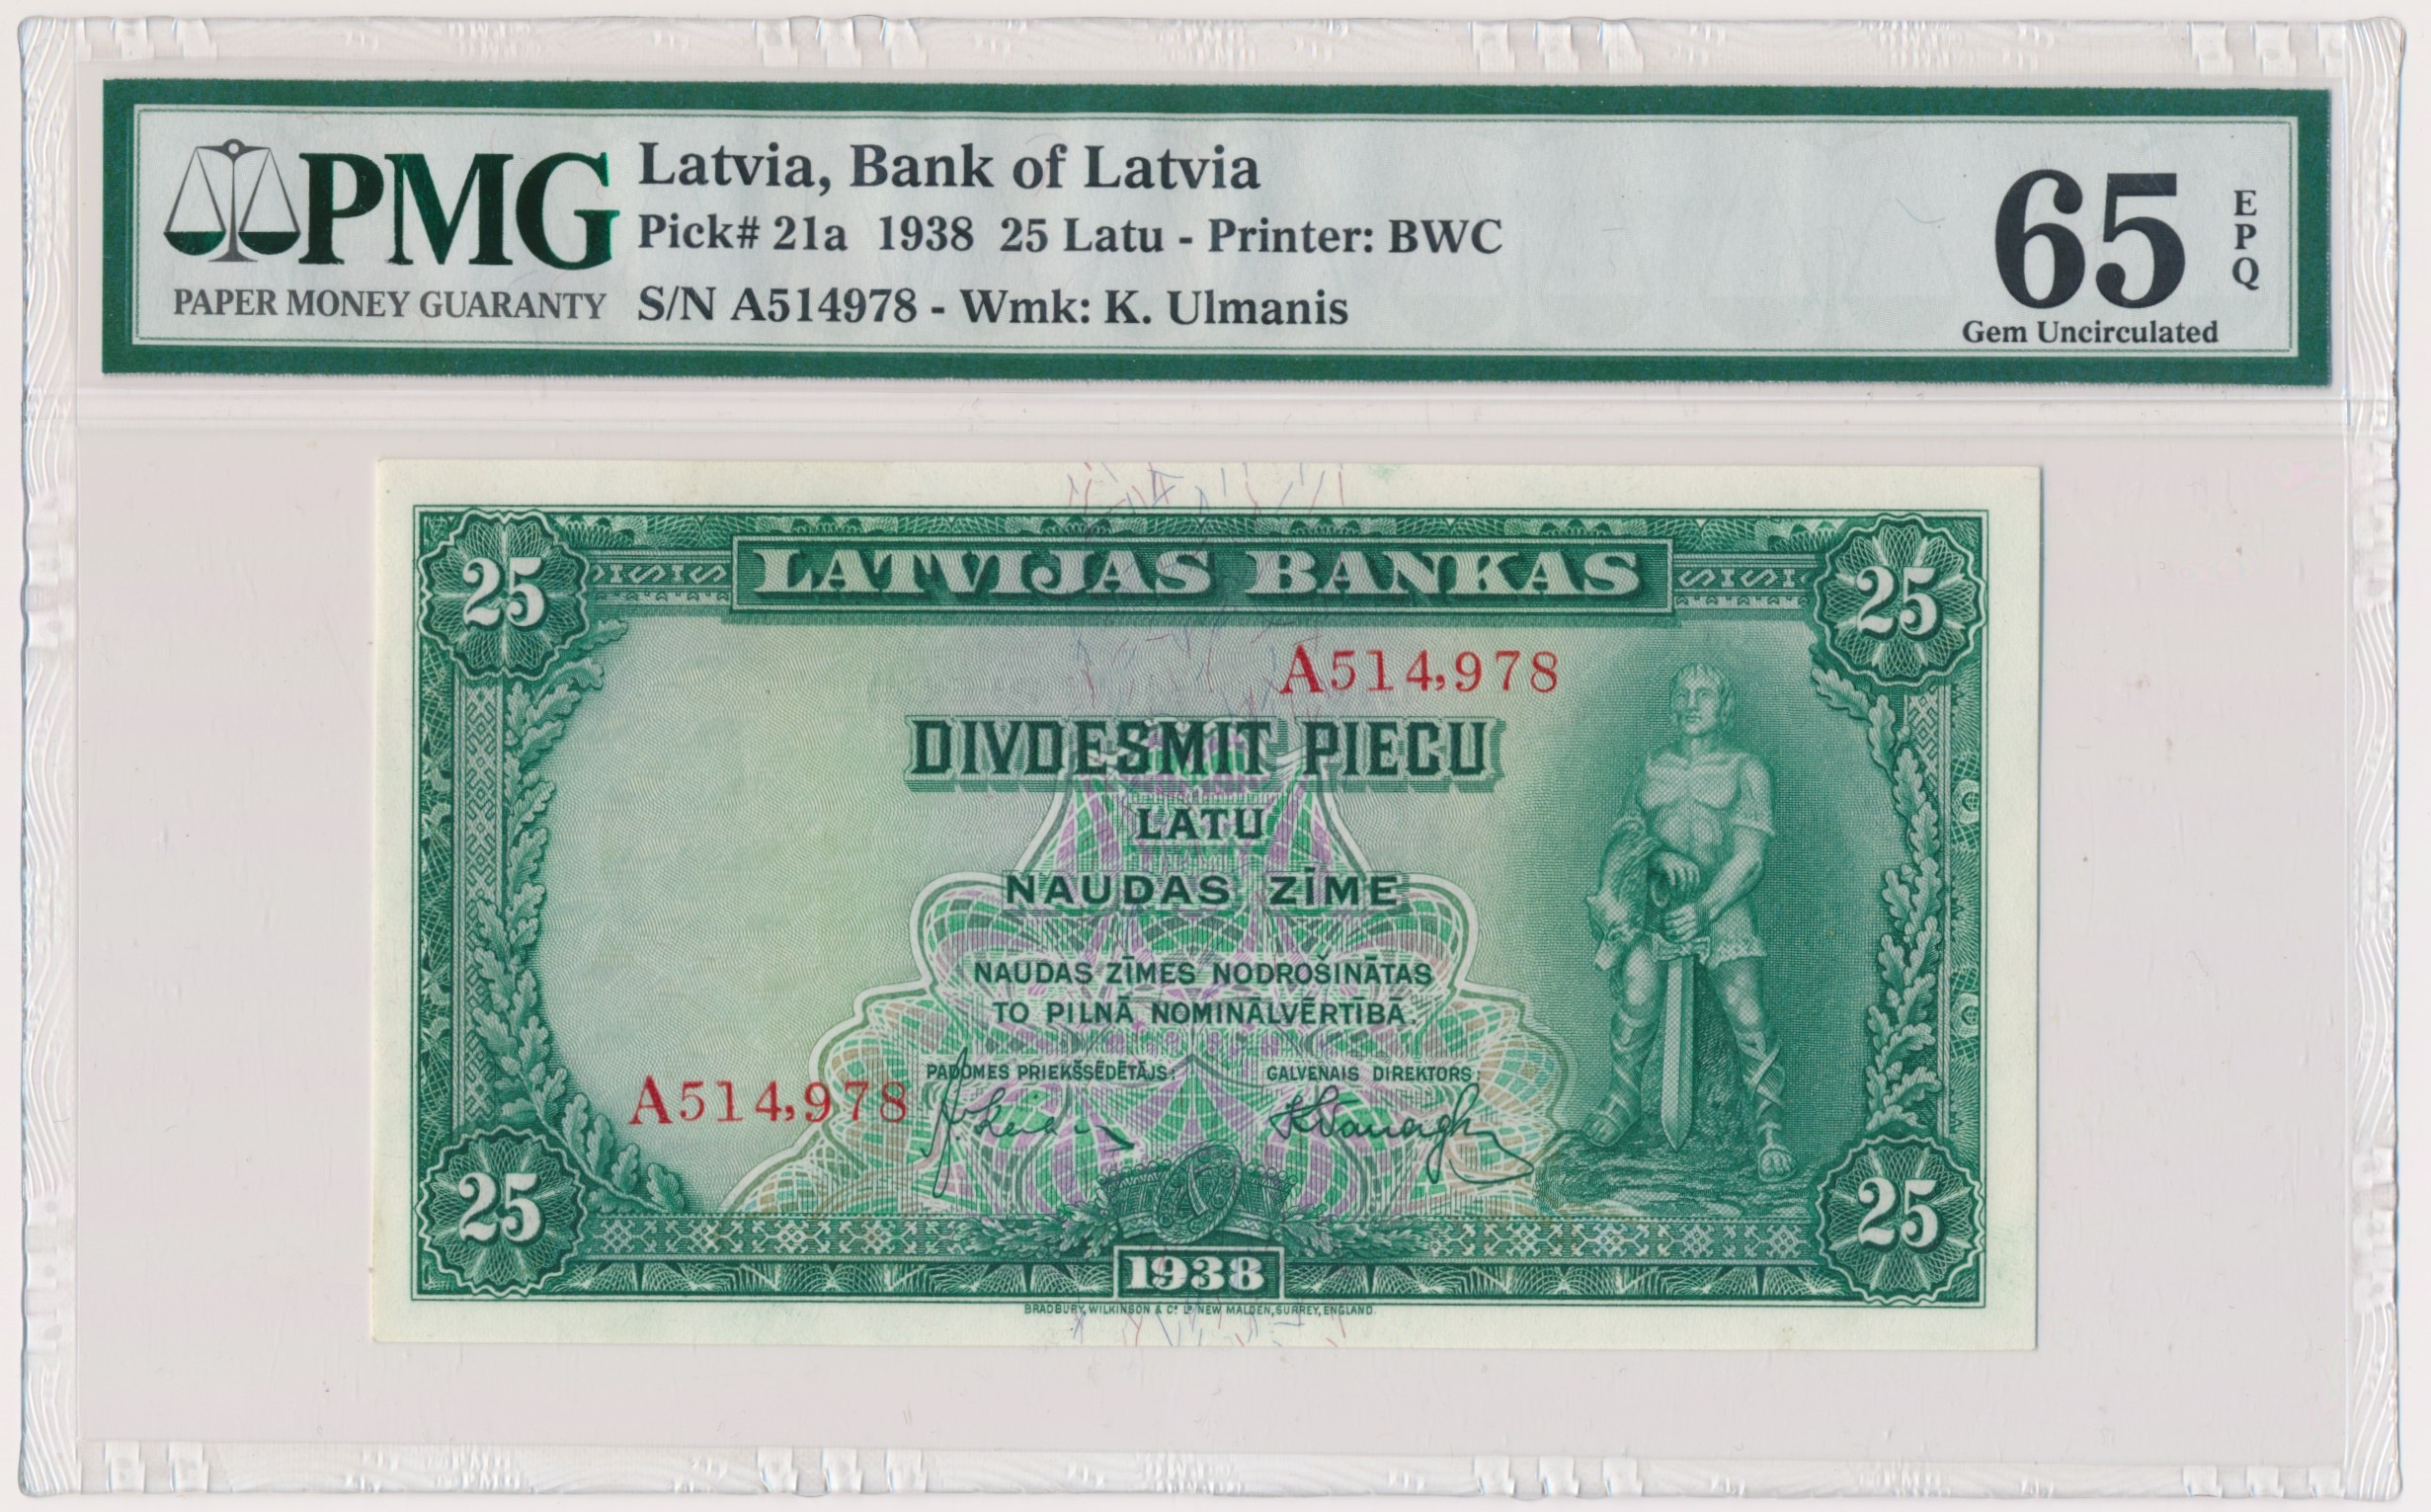 PMG
PAPER MONEY GUARANTY
Latvia, Bank of Latvia
Pick# 21a 1938 25 Latu - Printer: BWC
S/N A514978 - Wmk: K. Ulmanis
65
EPQ
Gem Uncirculated
25 LATVIJAS BANKAS 25
A514,978
DIVDESMIT PIECU
LATU
NAUDAS ZĪME
NAUDAS ZĪMES NODROŠINĀTAS
TO PILNĀ NOMINĀLVĒRTĪBĀ.
PADOMES PRIEKŠSĒDĒTĀJS: GALVENAIS DIREKTORS:
A514,978
25 25
1938
BRADBURY, WILKINSON & Cº Lᴰ NEW MALDEN, SURREY, ENGLAND.